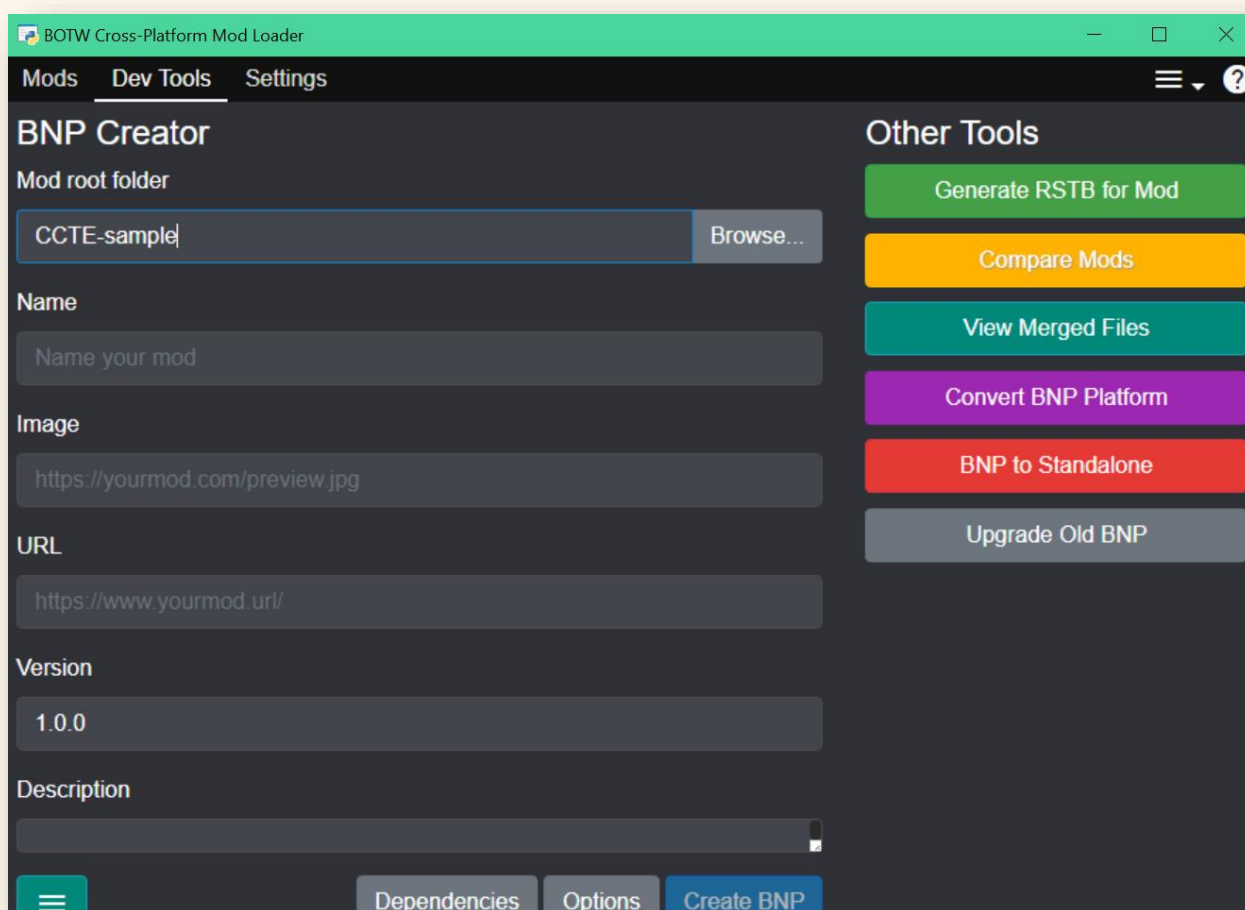 BOTW Cross-Platform Mod Loader
Mods Dev Tools Settings
BNP Creator
Mod root folder
CCTE-sample
Browse...
Name
Name your mod
Image
https://yourmod.com/preview.jpg
URL
https://www.yourmod.url/
Version
1.0.0
Description
Dependencies
Options
Create BNP
Other Tools
Generate RSTB for Mod
Compare Mods
View Merged Files
Convert BNP Platform
BNP to Standalone
Upgrade Old BNP